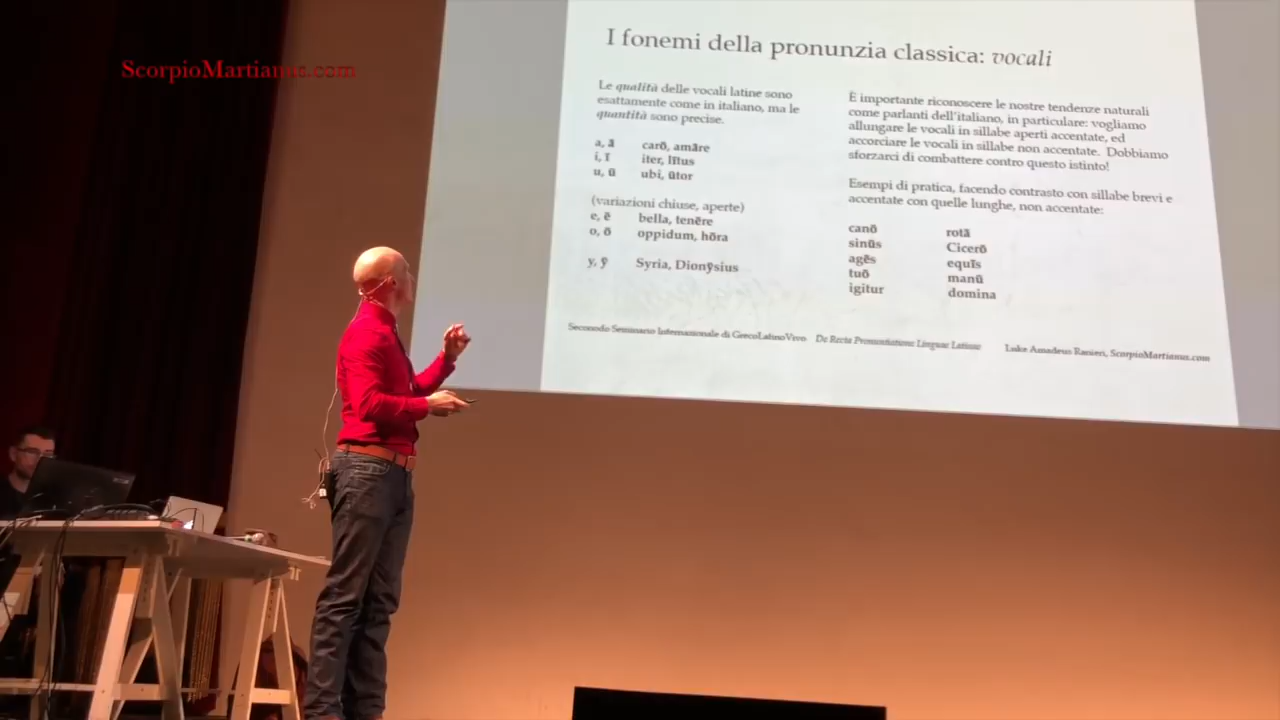 ScorpioMartianus.com
I fonemi della pronunzia classica: vocali
Le qualità delle vocali latine sono
esattamente come in italiano, ma le
quantità sono precise.
a, ā carō, amāre
i, ī iter, lītus
u, ū ubi, ūtor
(variazioni chiuse, aperte)
e, ē bella, tenēre
o, ō oppidum, hōra
y, ȳ Syria, Dionȳsius
È importante riconoscere le nostre tendenze naturali
come parlanti dell'italiano, in particolare: vogliamo
allungare le vocali in sillabe aperti accentate, ed
accorciare le vocali in sillabe non accentate. Dobbiamo
sforzarci di combattere contro questo istinto!
Esempi di pratica, facendo contrasto con sillabe brevi e
accentate con quelle lunghe, non accentate:
canō rotā
sinūs Cicerō
agēs equīs
tuō manū
igitur domina
Secondo Seminario Internazionale di GrecoLatinoVivo De Recta Pronuntiatione Linguae Latinae Luke Amadeus Ranieri, ScorpioMartianus.com